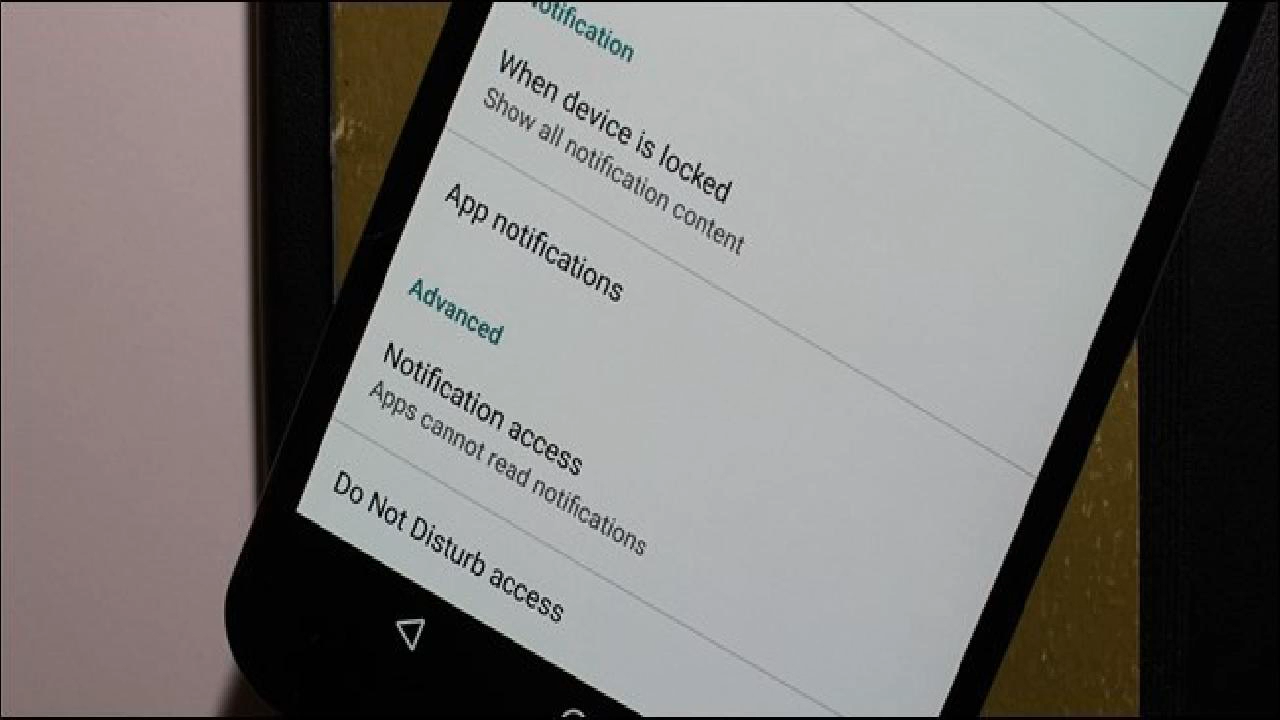 Notification
When device is locked
Show all notification content
App notifications
Advanced
Notification access
Apps cannot read notifications
Do Not Disturb access